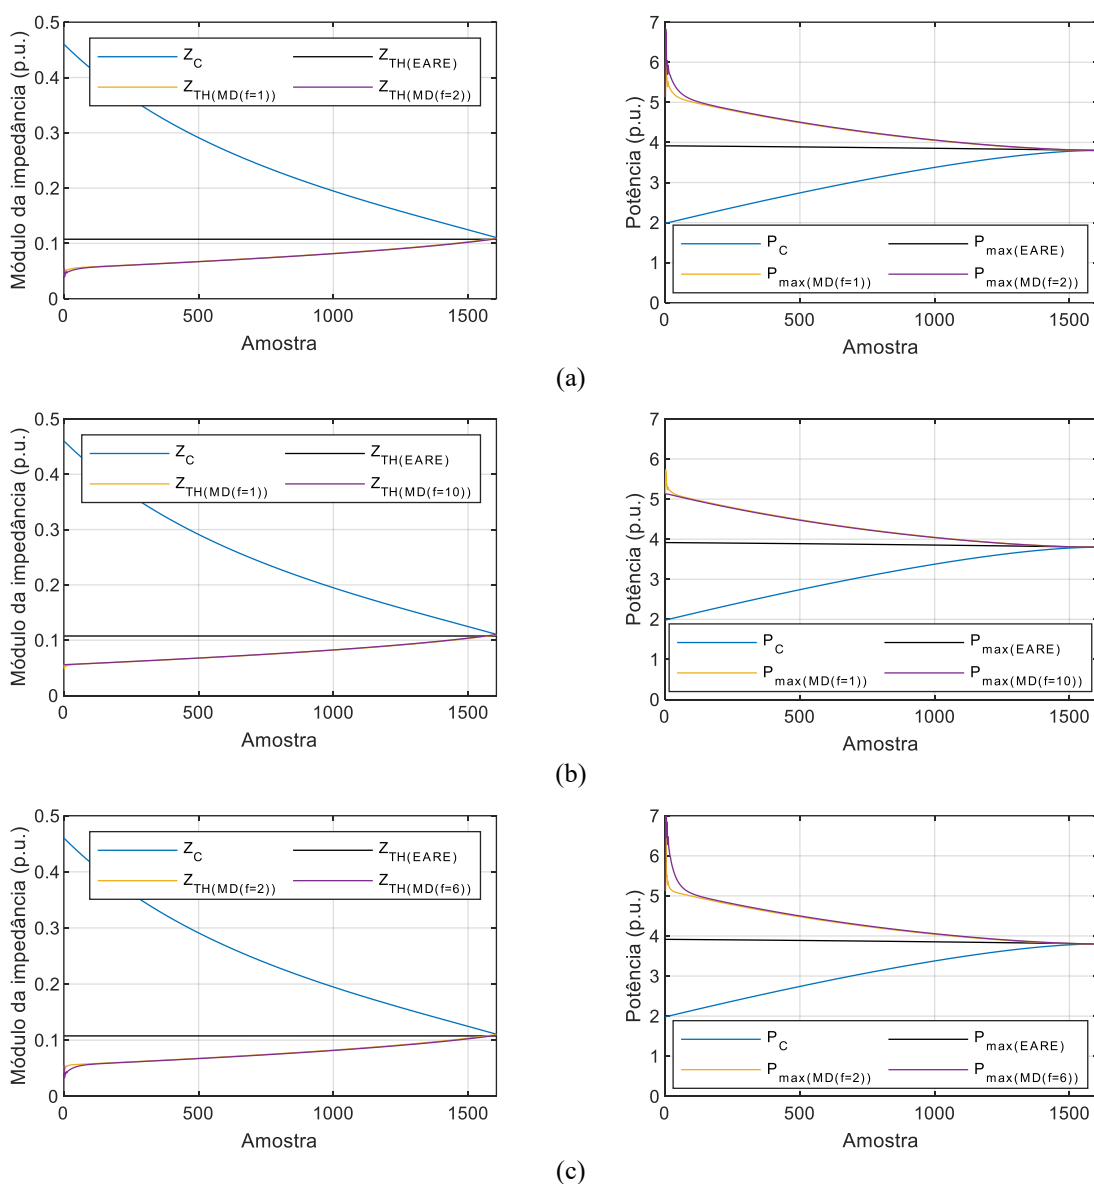 0.5
0.4
0.3
0.2
0.1
0
Módulo da impedância (p.u.)
Z_C Z_TH(EARE)
Z_TH(MD(f=1)) Z_TH(MD(f=2))
0 500 1000 1500
Amostra
7
6
5
4
3
2
1
0
Potência (p.u.)
P_C P_max(EARE)
P_max(MD(f=1)) P_max(MD(f=2))
0 500 1000 1500
Amostra
(a)
0.5
0.4
0.3
0.2
0.1
0
Módulo da impedância (p.u.)
Z_C Z_TH(EARE)
Z_TH(MD(f=1)) Z_TH(MD(f=10))
0 500 1000 1500
Amostra
7
6
5
4
3
2
1
0
Potência (p.u.)
P_C P_max(EARE)
P_max(MD(f=1)) P_max(MD(f=10))
0 500 1000 1500
Amostra
(b)
0.5
0.4
0.3
0.2
0.1
0
Módulo da impedância (p.u.)
Z_C Z_TH(EARE)
Z_TH(MD(f=2)) Z_TH(MD(f=6))
0 500 1000 1500
Amostra
7
6
5
4
3
2
1
0
Potência (p.u.)
P_C P_max(EARE)
P_max(MD(f=2)) P_max(MD(f=6))
0 500 1000 1500
Amostra
(c)